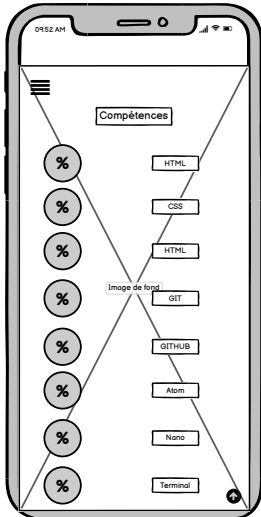 09:52 AM
Compétences
% HTML
% CSS
% HTML
Image de fond
% GIT
% GITHUB
% Atom
% Nano
% Terminal